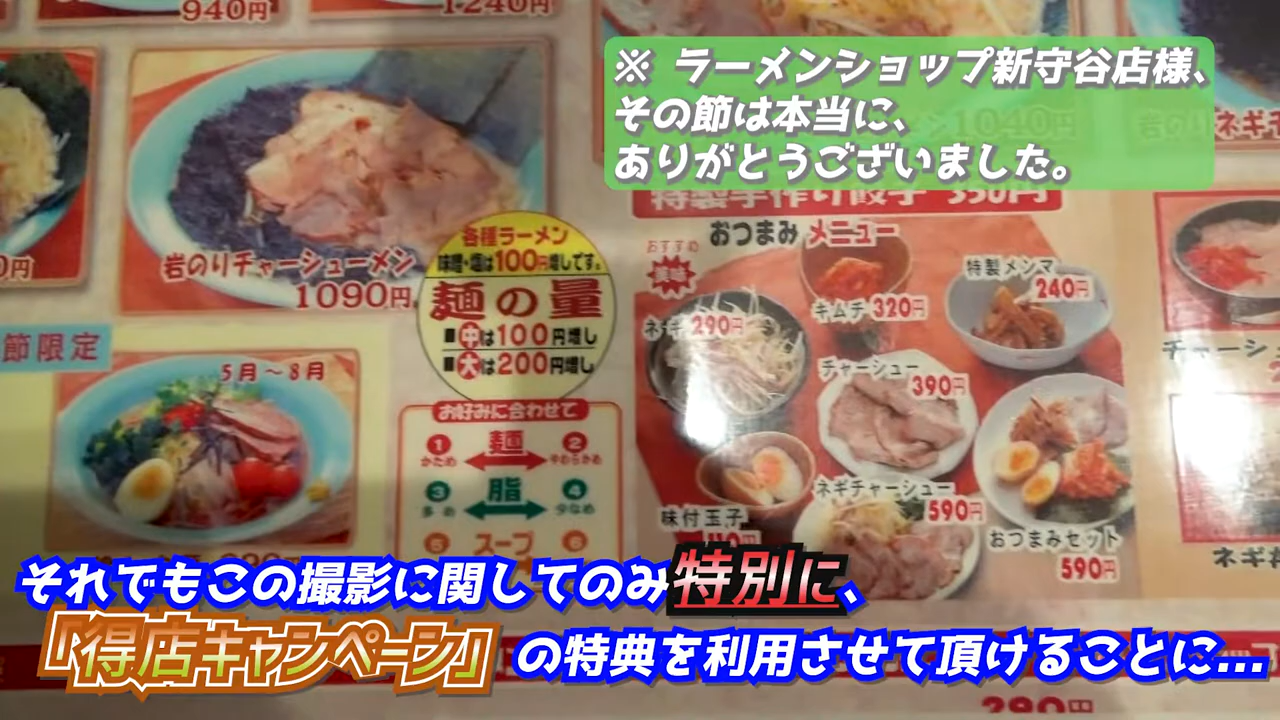 940円
1240円
※ ラーメンショップ新守谷店様、
その節は本当に、
ありがとうございました。
1040円
岩のりネギチ
岩のりチャーシューメン
1090円
0円
各種ラーメン
味噌・塩は100円増しです。
麺の量
中は100円増し
大は200円増し
特製手作り餃子 350円
おつまみメニュー
おすすめ
美味
ネギ 290円
キムチ 320円
特製メンマ
240円
チャーシュー
390円
味付玉子
ネギチャーシュー
590円
おつまみセット
590円
チャーシュー
節限定
5月～8月
お好みに合わせて
① 麺 ②
かため やわらかめ
③ 脂 ④
多め 少なめ
⑤ スープ ⑥
それでもこの撮影に関してのみ特別に、
「得店キャンペーン」の特典を利用させて頂けることに...
390円